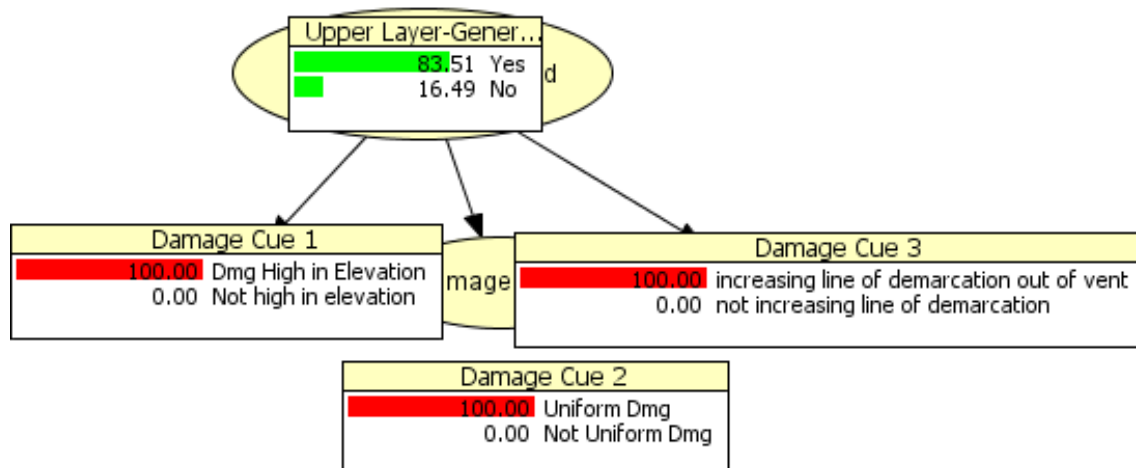 Upper Layer-Gener...
83.51 Yes
16.49 No
d
Damage Cue 1
100.00 Dmg High in Elevation
0.00 Not high in elevation
mage
Damage Cue 3
100.00 increasing line of demarcation out of vent
0.00 not increasing line of demarcation
Damage Cue 2
100.00 Uniform Dmg
0.00 Not Uniform Dmg